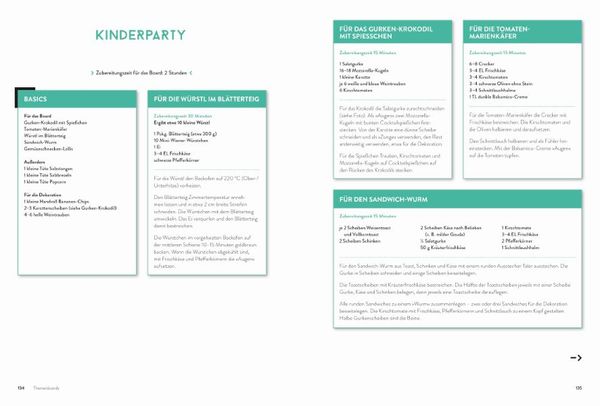 KINDERPARTY
Zubereitungszeit für das Board: 2 Stunden
BASICS
Für das Board
Gurken-Krokodil mit Spießchen
Tomaten-Marienkäfer
Würstl im Blätterteig
Sandwich-Wurm
Gemüseschnecken-Lollis
Außerdem
1 kleine Tüte Salzstangen
1 kleine Tüte Salzbrezeln
1 kleine Tüte Popcorn
Für die Dekoration
1 kleine Handvoll Bananen-Chips
2–3 Karottenscheiben (siehe Gurken-Krokodil)
4–6 helle Weintrauben
FÜR DIE WÜRSTL IM BLÄTTERTEIG
Zubereitungszeit 30 Minuten
Ergibt etwa 10 kleine Würstl
1 Pckg. Blätterteig (etwa 300 g)
10 Mini Wiener-Würstchen
1 Ei
3–4 EL Frischkäse
schwarze Pfefferkörner
Für die Würstl den Backofen auf 220 °C (Ober-/
Unterhitze) vorheizen.
Den Blätterteig Zimmertemperatur anneh-
men lassen und in etwa 2 cm breite Streifen
schneiden. Die Würstchen mit dem Blätterteig
umwickeln. Das Ei verquirlen und den Blätterteig
damit bestreichen.
Die Würstchen im vorgeheizten Backofen auf
der mittleren Schiene 10–15 Minuten goldbraun
backen. Wenn die Würstchen abgekühlt sind,
mit Frischkäse und Pfefferkörnern die »Augen«
aufsetzen.
134 Themenboards
FÜR DAS GURKEN-KROKODIL
MIT SPIESSCHEN
Zubereitungszeit 15 Minuten
1 Salatgurke
16–18 Mozzarella-Kugeln
1 kleine Karotte
je 6 weiße und blaue Weintrauben
6 Kirschtomaten
Für das Krokodil die Salatgurke zurechtschneiden
(siehe Foto). Als »Augen« zwei Mozzarella-
Kugeln mit bunten Cocktailspießchen fest-
stecken. Von der Karotte eine dünne Scheibe
schneiden und als »Zunge« verwenden, den Rest
anderweitig verwenden, etwa für die Dekoration.
Für die Spießchen Trauben, Kirschtomaten und
Mozzarella-Kugeln auf Cocktailspießchen auf
den Rücken des Krokodils stecken.
FÜR DIE TOMATEN-
MARIENKÄFER
Zubereitungszeit 15 Minuten
6–8 Cracker
3–4 EL Frischkäse
3–4 Kirschtomaten
3–4 schwarze Oliven ohne Stein
3–4 Schnittlauchhalme
1 TL dunkle Balsamico-Creme
Für die Tomaten-Marienkäfer die Cracker mit
Frischkäse bestreichen. Die Kirschtomaten und
die Oliven halbieren und daraufsetzen.
Den Schnittlauch halbieren und als Fühler hin-
einstecken. Mit der Balsamico-Creme »Augen«
auf die Tomaten tupfen.
FÜR DEN SANDWICH-WURM
Zubereitungszeit 15 Minuten
je 2 Scheiben Weizentoast
und Vollkorntoast
2 Scheiben Schinken
2 Scheiben Käse nach Belieben
(z. B. milder Gouda)
½ Salatgurke
50 g Kräuterfrischkäse
1 Kirschtomate
3–4 EL Frischkäse
2 Pfefferkörner
1 Schnittlauchhalm
Für den Sandwich-Wurm aus Toast, Schinken und Käse mit einem runden Ausstecher Taler ausstechen. Die
Gurke in Scheiben schneiden und einige Scheiben beiseitelegen.
Die Toastscheiben mit Kräuterfrischkäse bestreichen. Die Hälfte der Toastscheiben jeweils mit einer Scheibe
Gurke, Käse und Schinken belegen, dann jeweils eine Toastscheibe darauflegen.
Alle runden Sandwiches zu einem »Wurm« zusammenlegen – zwei oder drei Sandwiches für die Dekoration
beiseitelegen. Die Kirschtomate mit Frischkäse, Pfefferkörnern und Schnittlauch zu einem Kopf gestalten.
Halbe Gurkenscheiben sind die Beine.
135